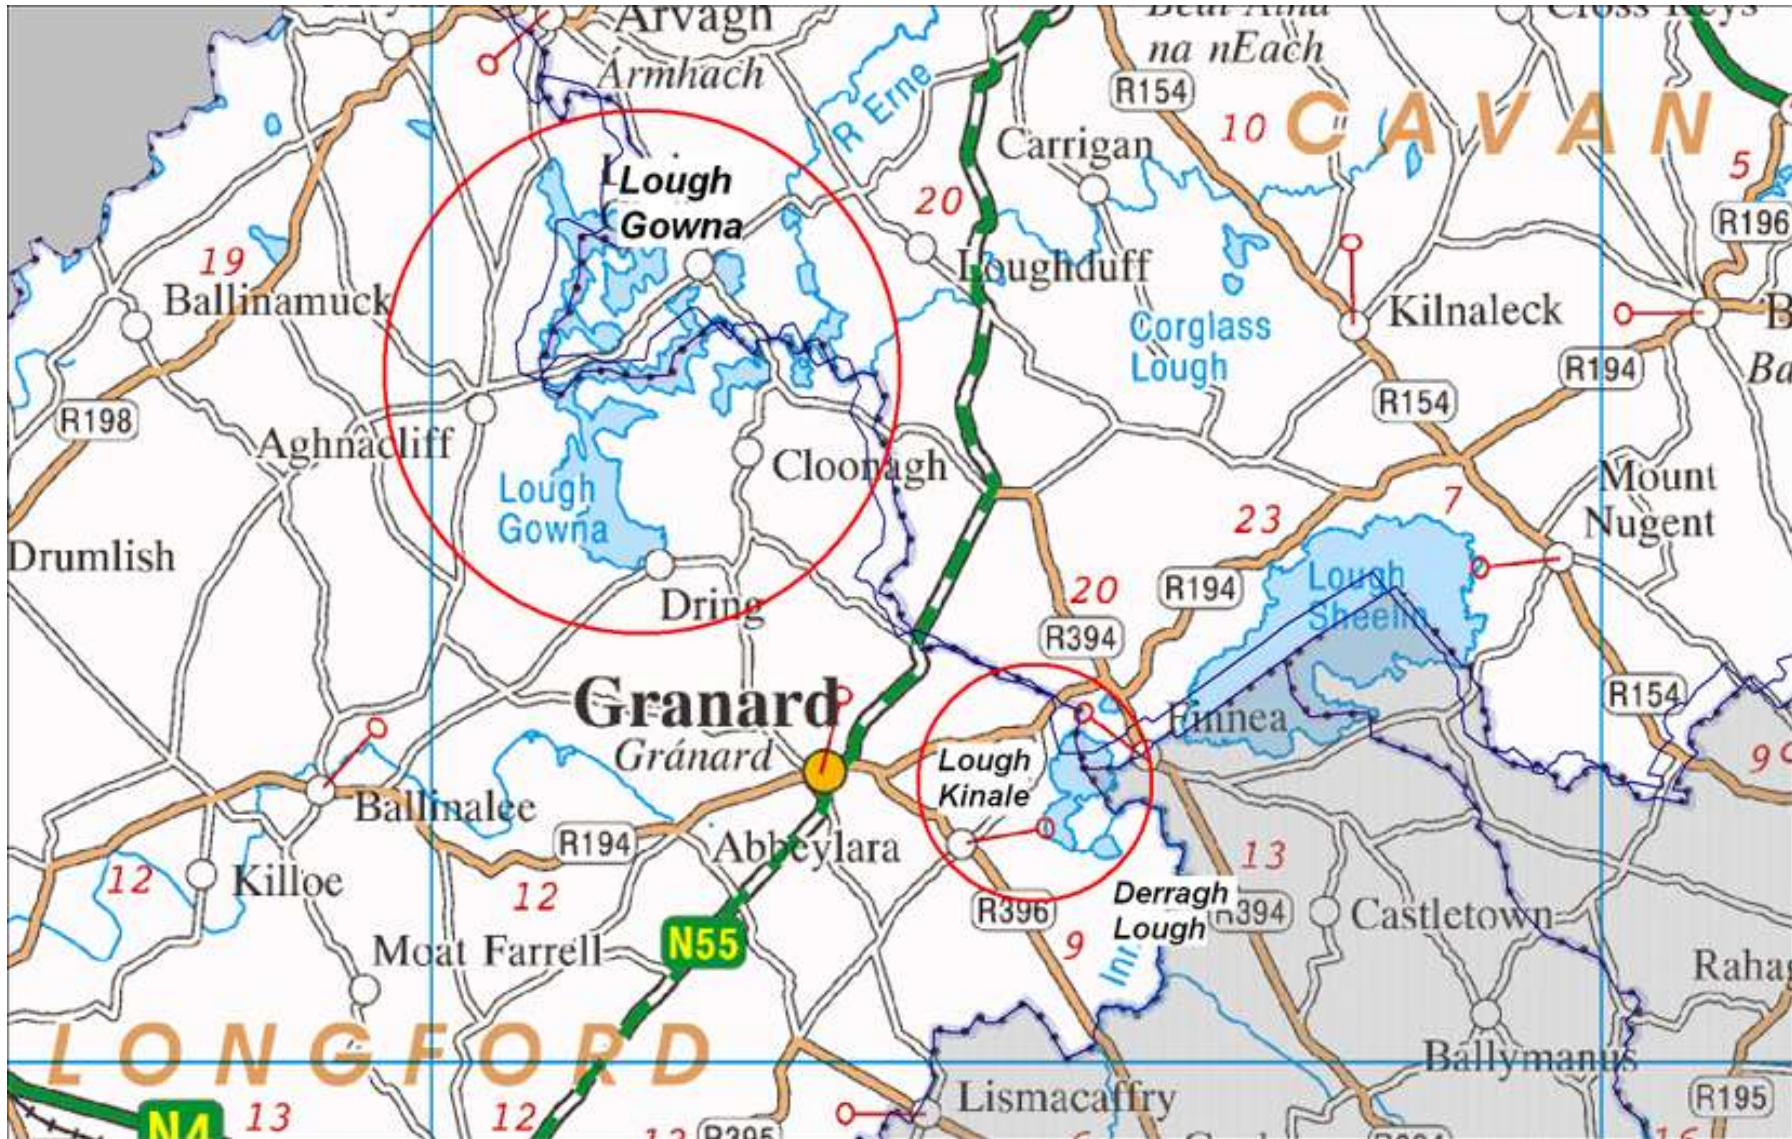 Arvagh
Ármhach
na nEach
R154
10
CAVAN
5
R196
R Erne
Carrigan
20
Lough
Gowna
Loughduff
19
Ballinamuck
Corglass
Lough
Kilnaleck
R194
R154
R198
Aghnacliff
Cloonagh
Lough
Gowna
Mount
Nugent
7
23
Drumlish
Dring
20
R194
Lough
Sheelin
R394
Granard
Gránard
Finnea
R154
Lough
Kinale
Ballinalee
R194
Abbeylara
12
Killoe
12
13
R396
Derragh
Lough
R394
Castletown
N55
9
Moat Farrell
LONGFORD
Ballymanus
Lismacaffry
R195
N4
13
12
R395